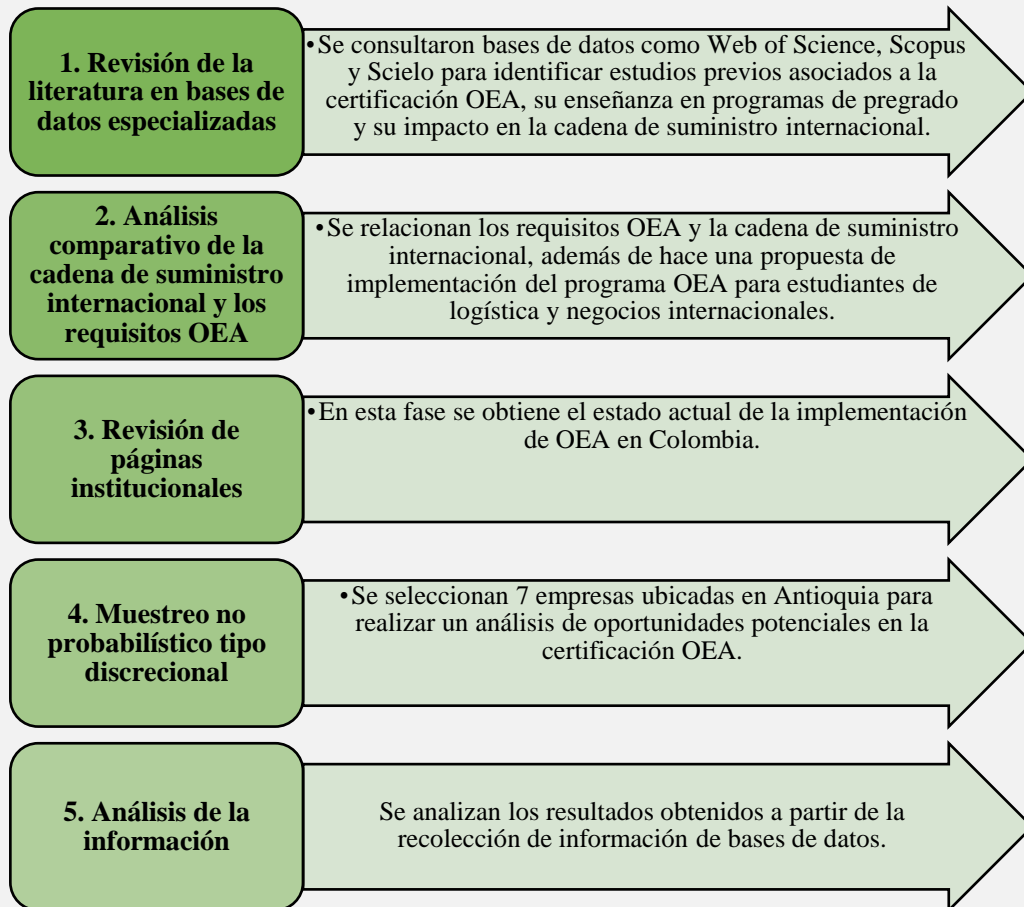 1. Revisión de la
literatura en bases de
datos especializadas
•Se consultaron bases de datos como Web of Science, Scopus
y Scielo para identificar estudios previos asociados a la
certificación OEA, su enseñanza en programas de pregrado
y su impacto en la cadena de suministro internacional.
2. Análisis
comparativo de la
cadena de suministro
internacional y los
requisitos OEA
•Se relacionan los requisitos OEA y la cadena de suministro
internacional, además de hace una propuesta de
implementación del programa OEA para estudiantes de
logística y negocios internacionales.
3. Revisión de
páginas
institucionales
•En esta fase se obtiene el estado actual de la implementación
de OEA en Colombia.
4. Muestreo no
probabilístico tipo
discrecional
•Se seleccionan 7 empresas ubicadas en Antioquia para
realizar un análisis de oportunidades potenciales en la
certificación OEA.
5. Análisis de la
información
Se analizan los resultados obtenidos a partir de la
recolección de información de bases de datos.